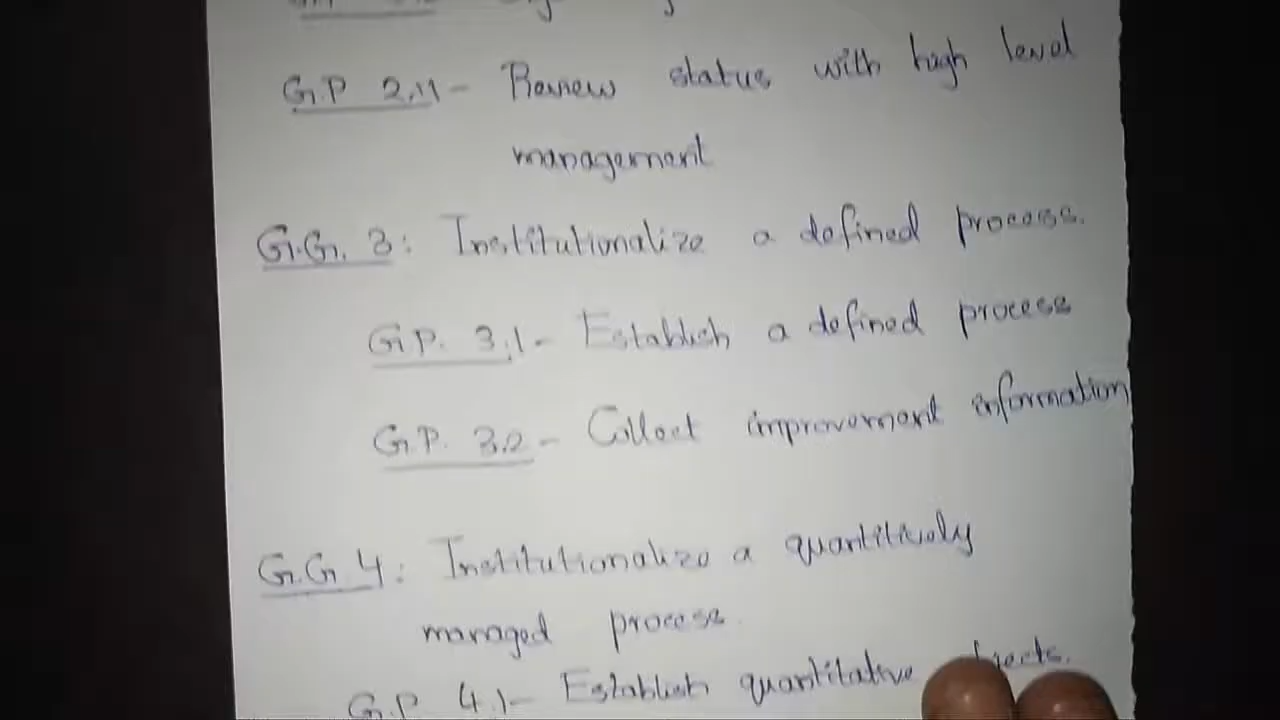 G.P 2.11- Review status with high level
management
G.G. 3: Institutionalize a defined process.
G.P. 3.1- Establish a defined process
G.P. 3.2- Collect improvement information
G.G 4: Institutionalize a quantitively
managed process.
G.P 4.1- Establish quantitative